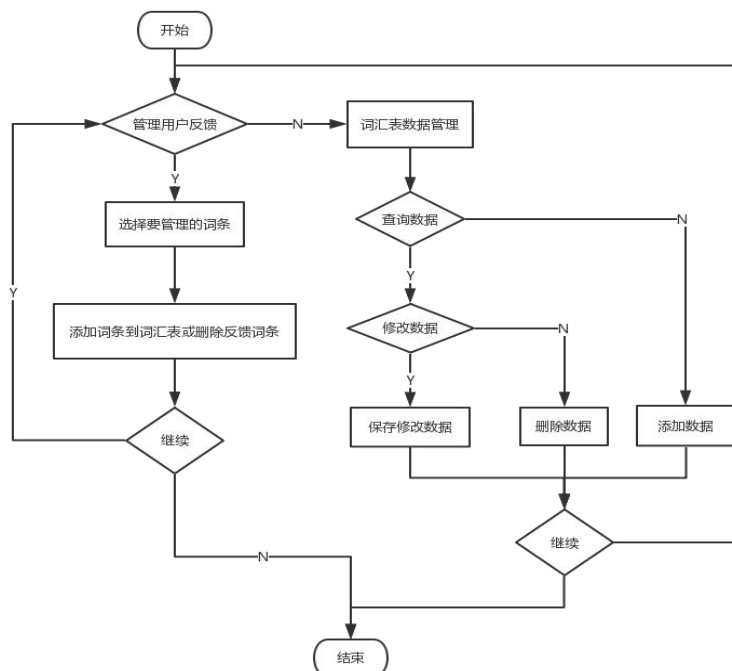 开始
管理用户反馈
N
词汇表数据管理
Y
选择要管理的词条
查询数据
N
Y
Y
添加词条到词汇表或删除反馈词条
修改数据
N
Y
继续
保存修改数据
删除数据
添加数据
N
继续
结束